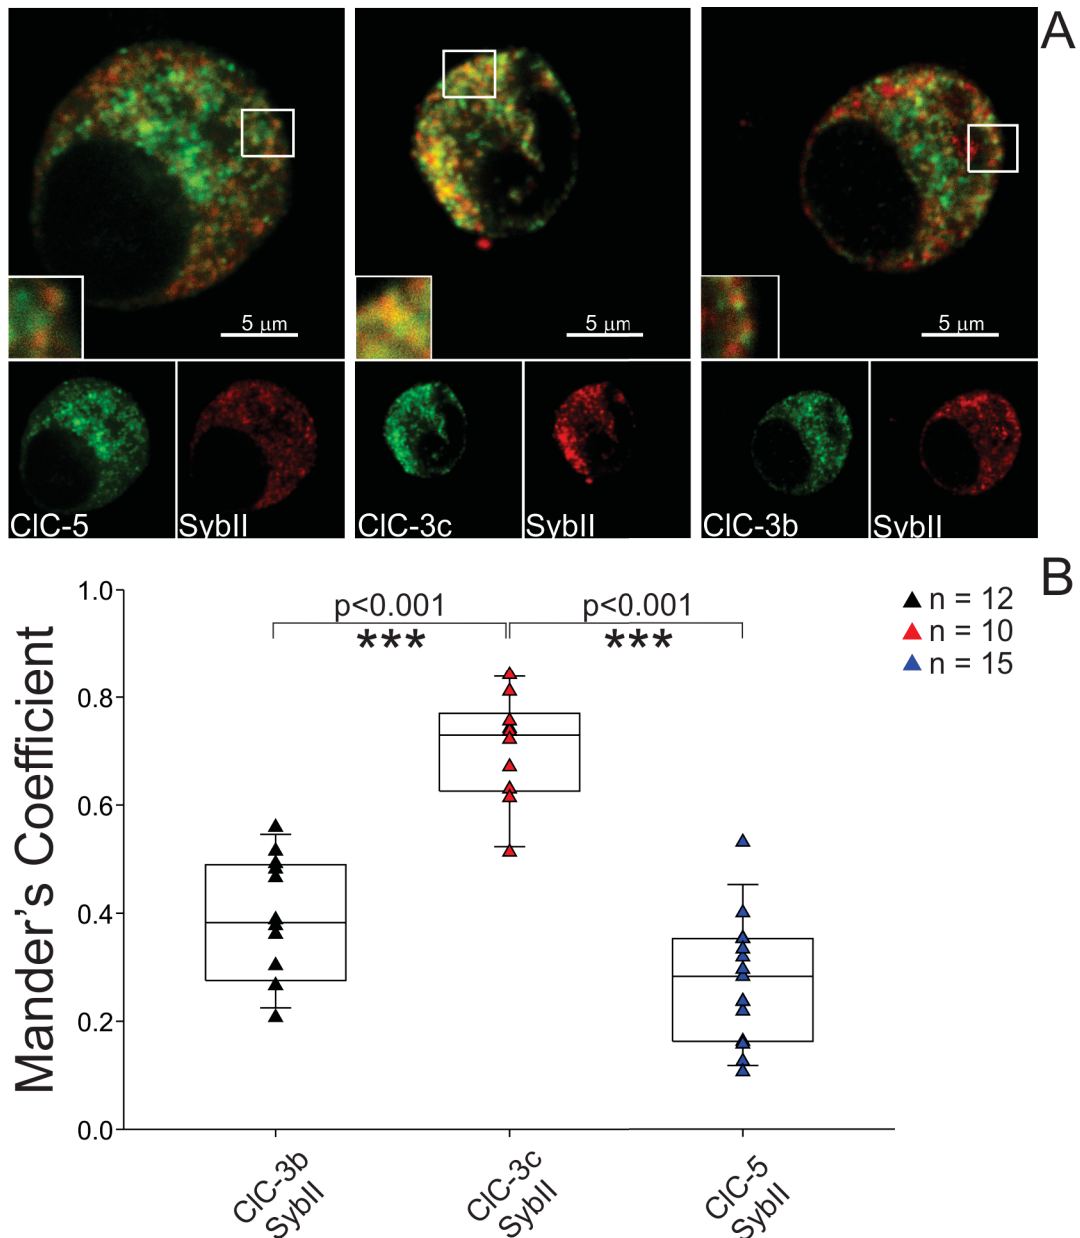 A
5 μm
5 μm
5 μm
ClC-5
SybII
ClC-3c
SybII
ClC-3b
SybII
B
Mander's Coefficient
1.0
0.8
0.6
0.4
0.2
0.0
p<0.001
***
p<0.001
***
n = 12
n = 10
n = 15
ClC-3b
SybII
ClC-3c
SybII
ClC-5
SybII